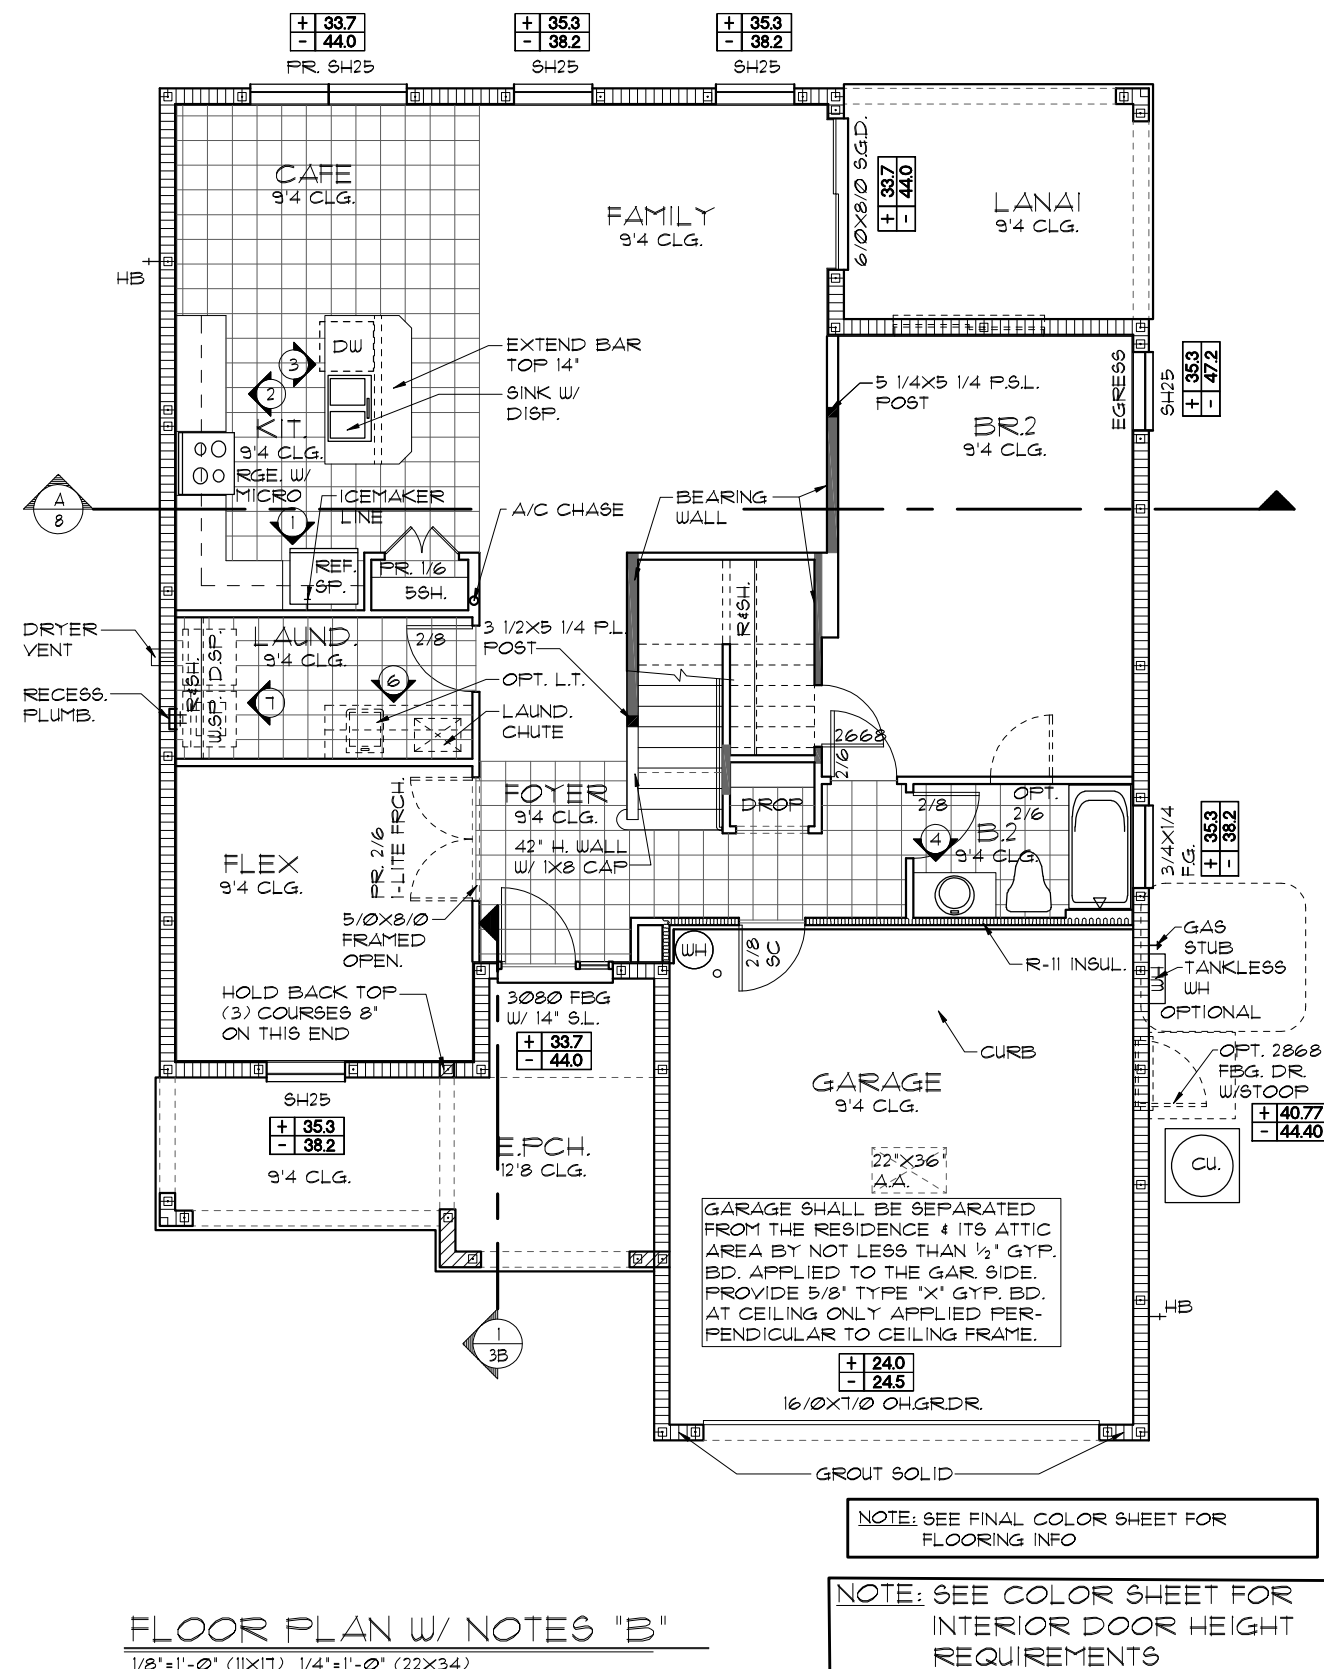 + 33.7
- 44.0
PR. SH25
+ 35.3
- 38.2
SH25
+ 35.3
- 38.2
SH25
CAFE
9'4 CLG.
FAMILY
9'4 CLG.
6/0X8/0 S.G.D.
+ 33.7
- 44.0
LANAI
9'4 CLG.
HB
DW
3
2
KIT.
9'4 CLG.
RGE. W/
MICRO
1
EXTEND BAR
TOP 14"
SINK W/
DISP.
5 1/4X5 1/4 P.S.L.
POST
BR.2
9'4 CLG.
EGRESS
SH25
+ 35.3
- 47.2
A
8
ICEMAKER
LINE
A/C CHASE
BEARING
WALL
REF.
SP.
PR. 1/6
5SH.
R&SH.
DRYER
VENT
RECESS.
PLUMB.
LAUND.
9'4 CLG.
R&SH.
D.SP.
W.SP.
2/8
6
7
3 1/2X5 1/4 P.L.
POST
OPT. L.T.
LAUND.
CHUTE
2668
2/6
FOYER
9'4 CLG.
DROP
2/8
OPT.
2/6
4
B.2
9'4 CLG.
3/4X1/4
F.G.
+ 35.3
- 38.2
42" H. WALL
W/ 1X8 CAP
FLEX
9'4 CLG.
PR. 2/6
1-LITE FRCH.
5/0X8/0
FRAMED
OPEN.
HOLD BACK TOP
(3) COURSES 8"
ON THIS END
WH
2/8
SC
R-11 INSUL.
GAS
STUB
TANKLESS
WH
WH
OPTIONAL
3080 FBG
W/ 14" S.L.
+ 33.7
- 44.0
CURB
GARAGE
9'4 CLG.
OPT. 2868
FBG. DR.
W/STOOP
+ 40.77
- 44.40
SH25
+ 35.3
- 38.2
9'4 CLG.
E.PCH.
12'8 CLG.
22"X36"
A.A.
CU.
GARAGE SHALL BE SEPARATED
FROM THE RESIDENCE & ITS ATTIC
AREA BY NOT LESS THAN ½" GYP.
BD. APPLIED TO THE GAR. SIDE.
PROVIDE 5/8" TYPE "X" GYP. BD.
AT CEILING ONLY APPLIED PER-
PENDICULAR TO CEILING FRAME.
HB
1
3B
+ 24.0
- 24.5
16/0X7/0 OH.GR.DR.
GROUT SOLID
NOTE: SEE FINAL COLOR SHEET FOR
FLOORING INFO
NOTE: SEE COLOR SHEET FOR
INTERIOR DOOR HEIGHT
REQUIREMENTS
FLOOR PLAN W/ NOTES "B"
1/8"=1'-0" (11X17) 1/4"=1'-0" (22X34)